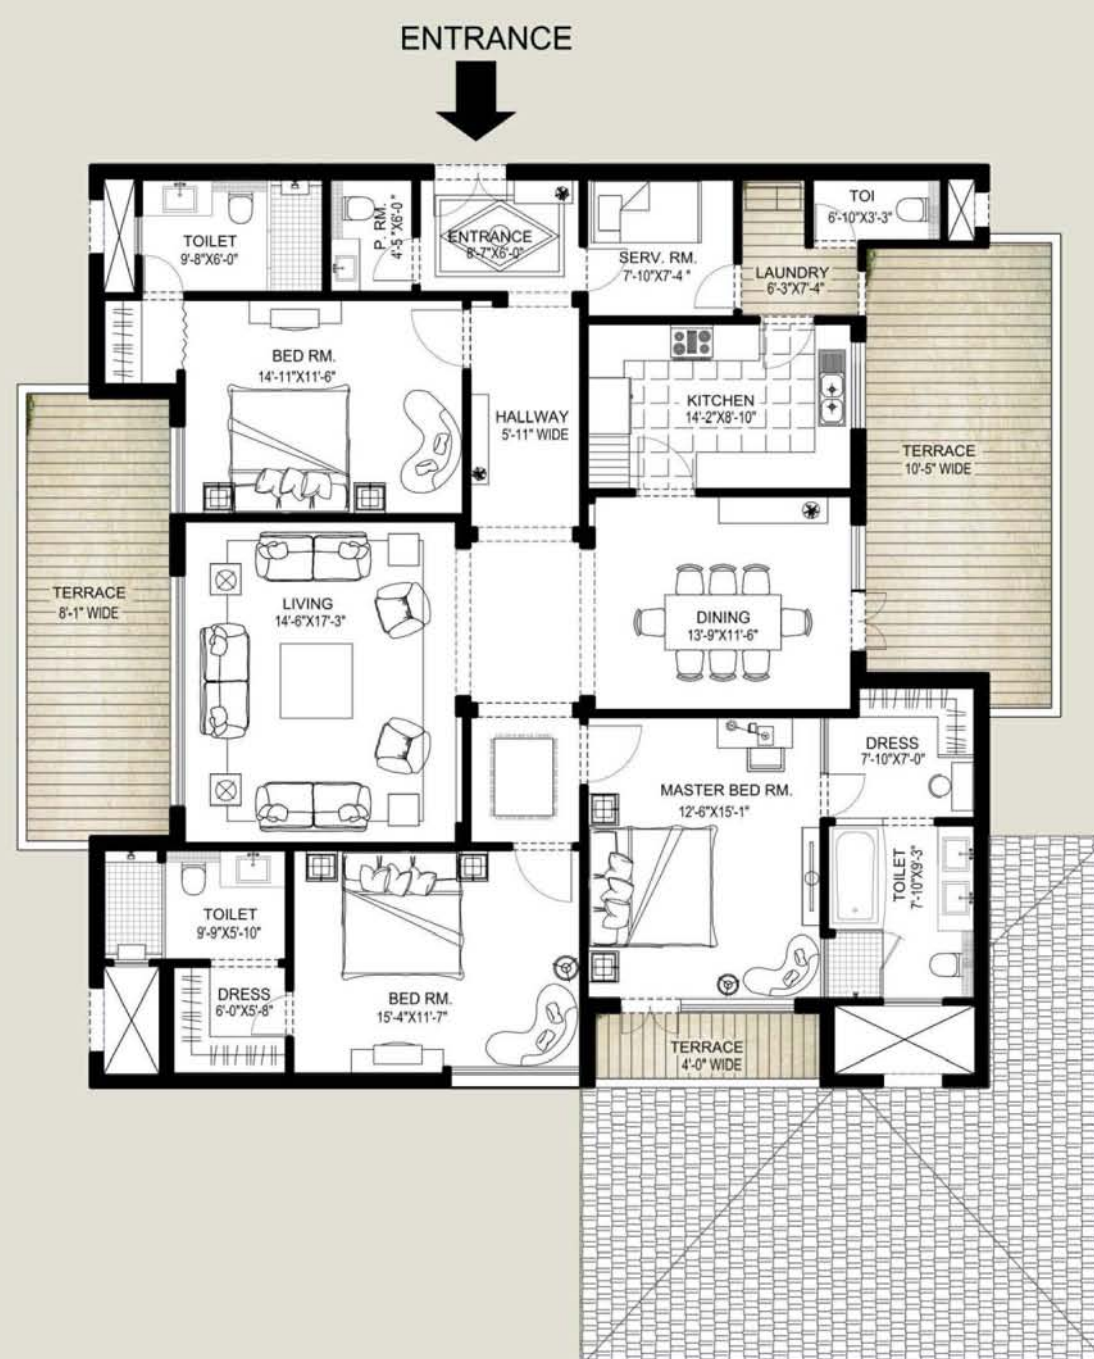 ENTRANCE
TOILET
9'-8"X6'-0"
P. RM.
4'-5 "X6'-0 "
ENTRANCE
8'-7"X6'-0"
SERV. RM.
7'-10"X7'-4 "
LAUNDRY
6'-3"X7'-4"
TOI
6'-10"X3'-3"
BED RM.
14'-11"X11'-6"
HALLWAY
5'-11" WIDE
KITCHEN
14'-2"X8'-10"
TERRACE
10'-5" WIDE
TERRACE
8'-1" WIDE
LIVING
14'-6"X17'-3"
DINING
13'-9"X11'-6"
DRESS
7'-10"X7'-0"
MASTER BED RM.
12'-6"X15'-1"
TOILET
7'-10"X9'-3"
TOILET
9'-9"X5'-10"
DRESS
6'-0"X5'-8"
BED RM.
15'-4"X11'-7"
TERRACE
4'-0" WIDE